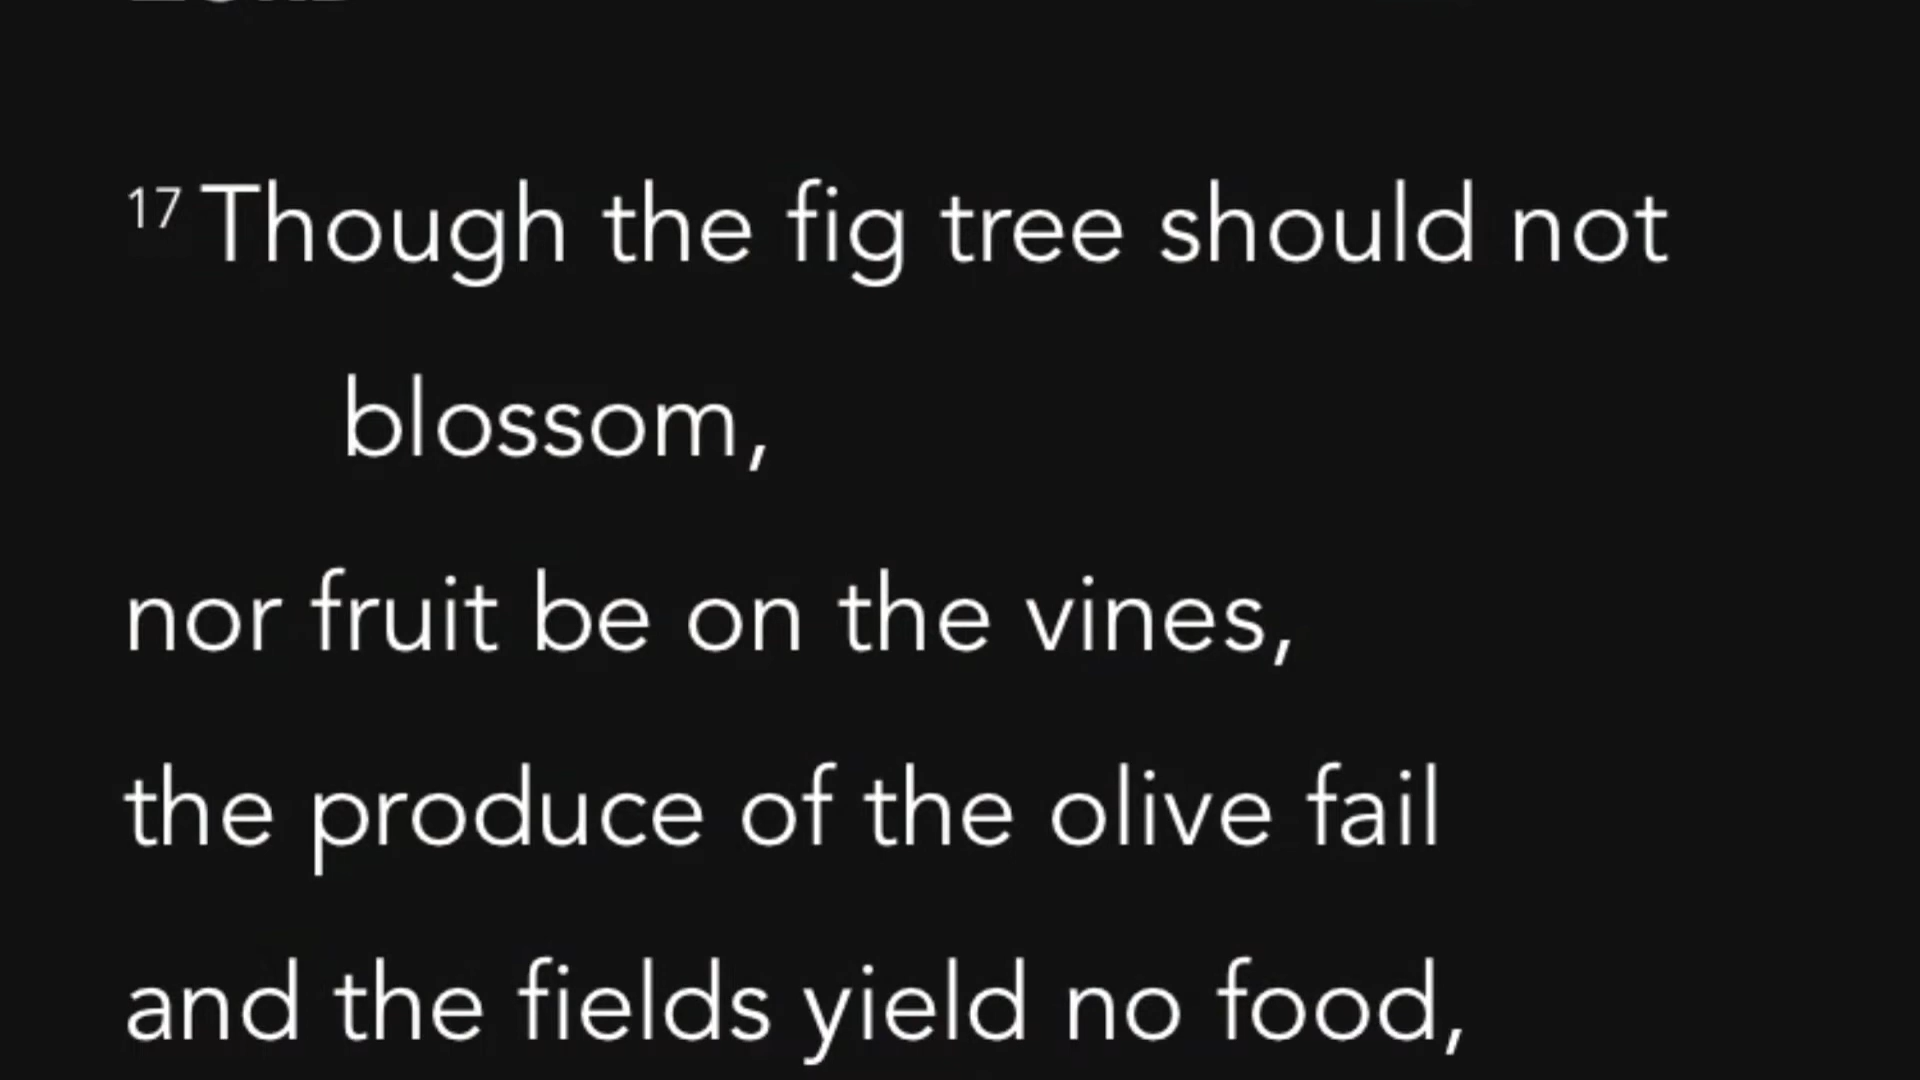 17 Though the fig tree should not
blossom,
nor fruit be on the vines,
the produce of the olive fail
and the fields yield no food,